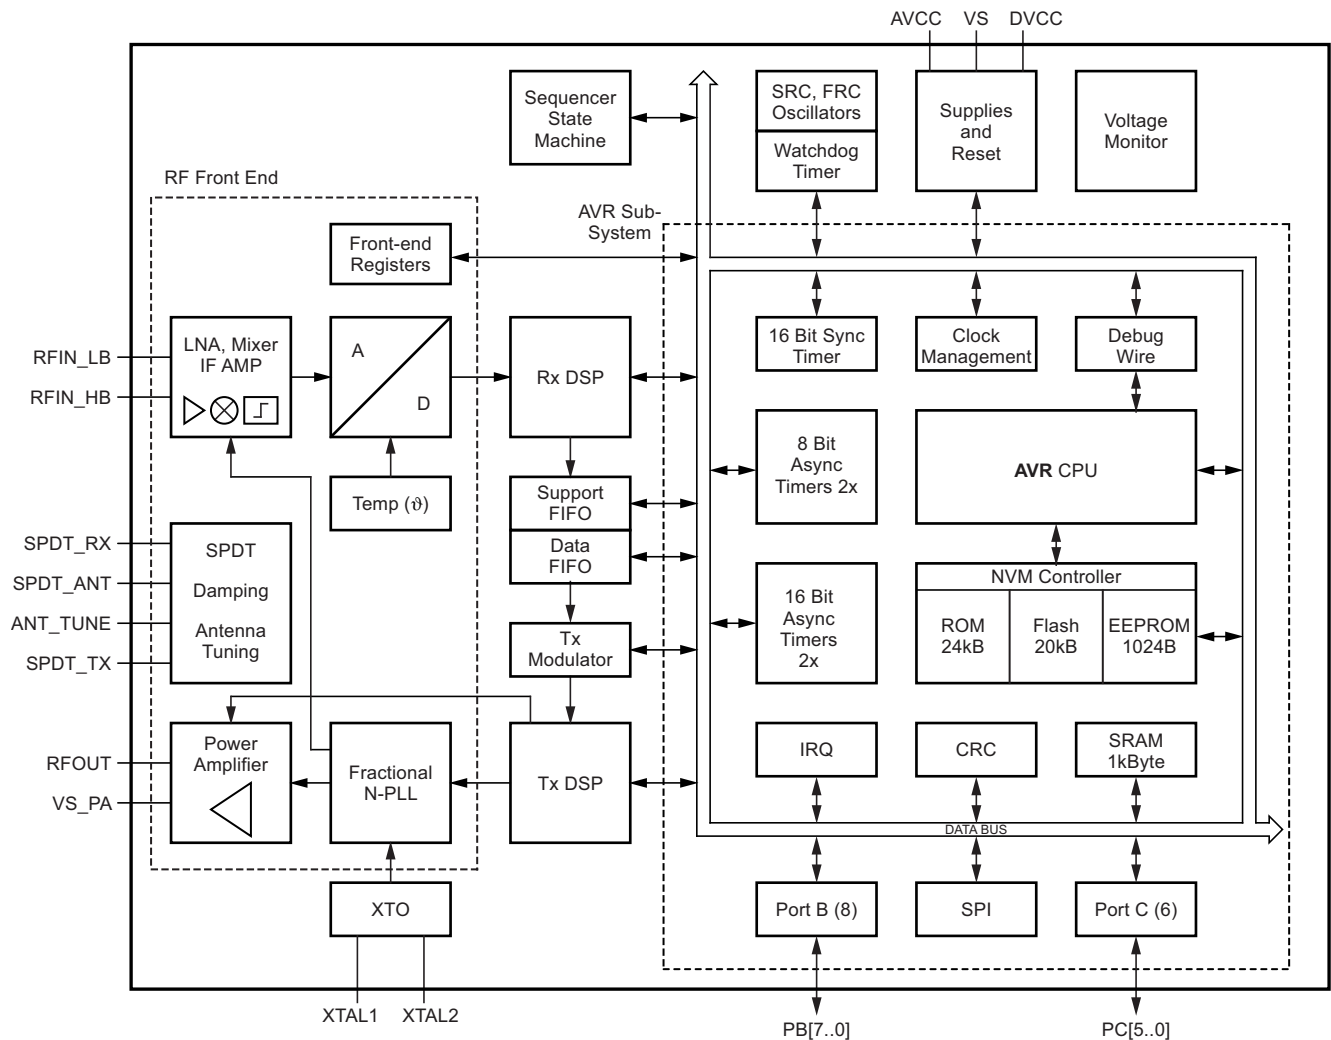 AVCC VS DVCC
Sequencer
State
Machine
SRC, FRC
Oscillators
Watchdog
Timer
Supplies
and
Reset
Voltage
Monitor
RF Front End
AVR Sub-
System
Front-end
Registers
LNA, Mixer
IF AMP
A
D
Rx DSP
16 Bit Sync
Timer
Clock
Management
Debug
Wire
RFIN_LB
RFIN_HB
Temp (ϑ)
Support
FIFO
Data
FIFO
8 Bit
Async
Timers 2x
AVR CPU
SPDT_RX
SPDT_ANT
ANT_TUNE
SPDT_TX
SPDT
Damping
Antenna
Tuning
Tx
Modulator
16 Bit
Async
Timers
2x
NVM Controller
ROM
24kB
Flash
20kB
EEPROM
1024B
RFOUT
VS_PA
Power
Amplifier
Fractional
N-PLL
Tx DSP
IRQ
CRC
SRAM
1kByte
DATA BUS
XTO
Port B (8)
SPI
Port C (6)
XTAL1 XTAL2
PB[7..0]
PC[5..0]